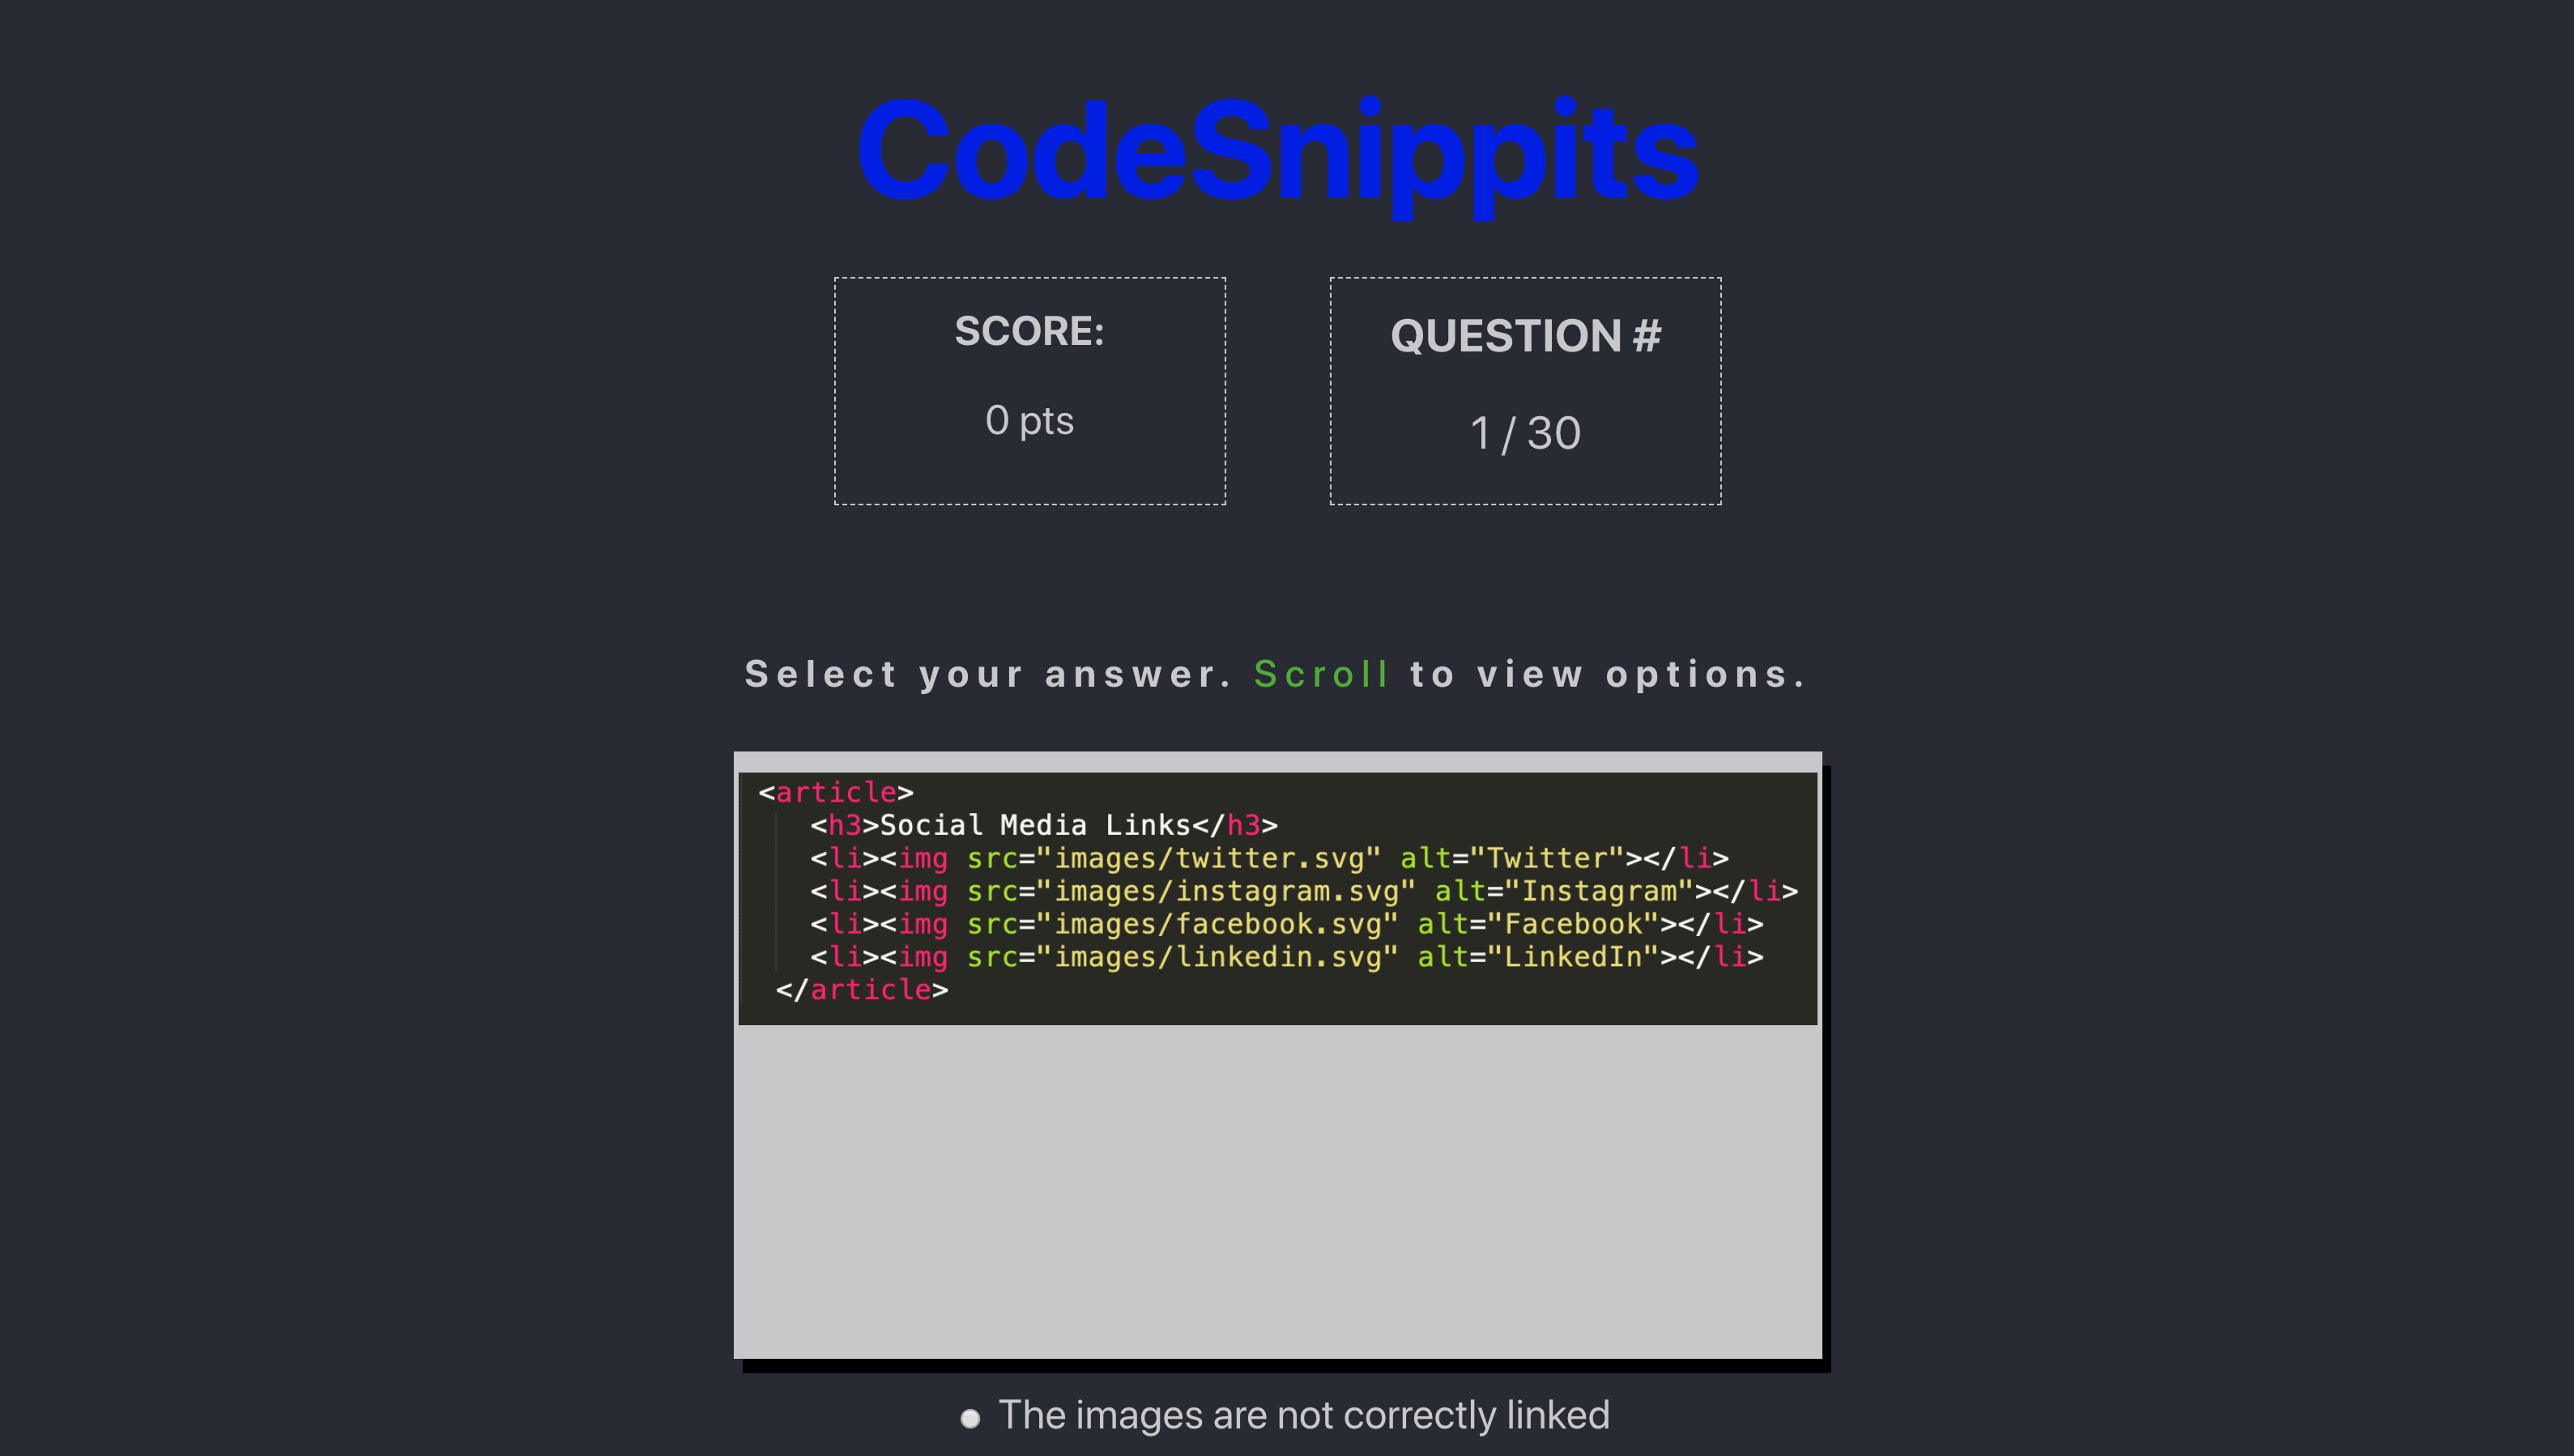 CodeSnippits
SCORE:
0 pts
QUESTION #
1 / 30
Select your answer. Scroll to view options.
<article>
<h3>Social Media Links</h3>
<li><img src="images/twitter.svg" alt="Twitter"></li>
<li><img src="images/instagram.svg" alt="Instagram"></li>
<li><img src="images/facebook.svg" alt="Facebook"></li>
<li><img src="images/linkedin.svg" alt="LinkedIn"></li>
</article>
The images are not correctly linked